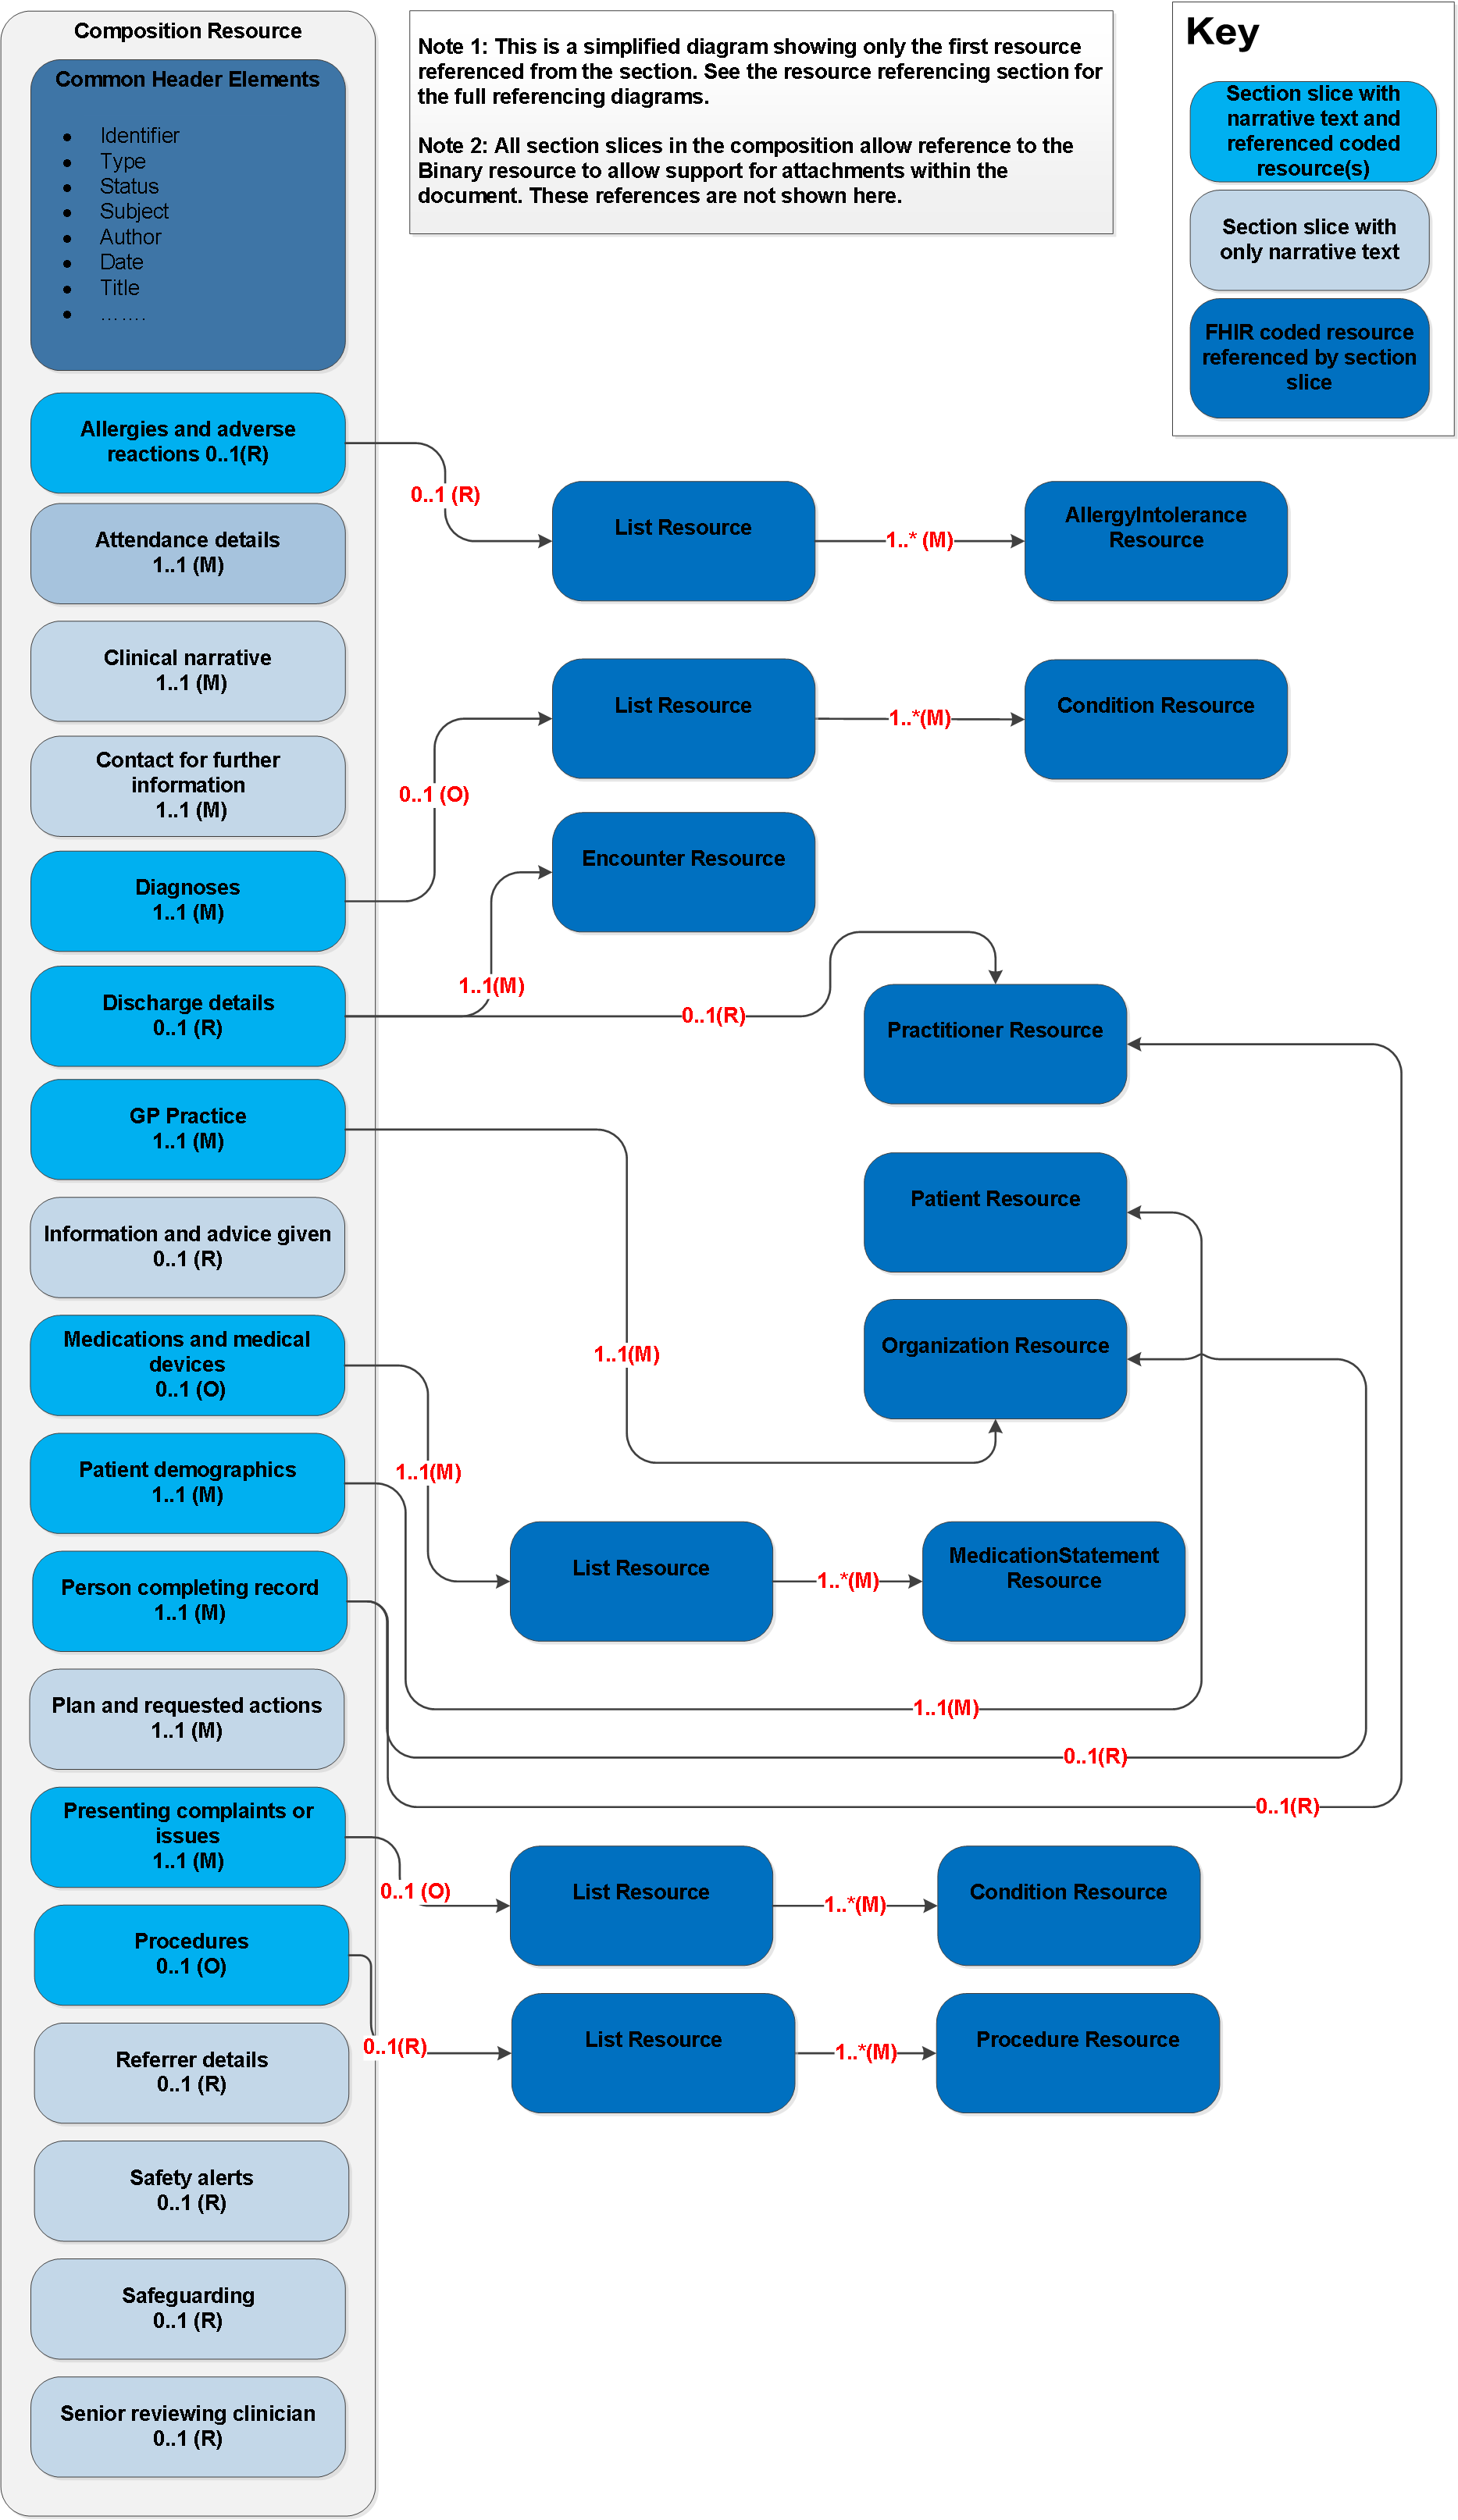 Composition Resource
Common Header Elements
Identifier
Type
Status
Subject
Author
Date
Title
…….
Note 1: This is a simplified diagram showing only the first resource
referenced from the section. See the resource referencing section for
the full referencing diagrams.
Note 2: All section slices in the composition allow reference to the
Binary resource to allow support for attachments within the
document. These references are not shown here.
Key
Section slice with
narrative text and
referenced coded
resource(s)
Section slice with
only narrative text
FHIR coded resource
referenced by section
slice
Allergies and adverse
reactions 0..1(R)
0..1 (R)
List Resource
1..* (M)
AllergyIntolerance
Resource
Attendance details
1..1 (M)
Clinical narrative
1..1 (M)
Contact for further
information
1..1 (M)
Diagnoses
1..1 (M)
0..1 (O)
List Resource
1..*(M)
Condition Resource
Discharge details
0..1 (R)
1..1(M)
Encounter Resource
0..1(R)
Practitioner Resource
GP Practice
1..1 (M)
1..1(M)
Patient Resource
Organization Resource
Information and advice given
0..1 (R)
Medications and medical
devices
0..1 (O)
1..1(M)
List Resource
1..*(M)
MedicationStatement
Resource
Patient demographics
1..1 (M)
1..1(M)
Person completing record
1..1 (M)
0..1(R)
0..1(R)
Plan and requested actions
1..1 (M)
Presenting complaints or
issues
1..1 (M)
0..1 (O)
List Resource
1..*(M)
Condition Resource
Procedures
0..1 (O)
0..1(R)
List Resource
1..*(M)
Procedure Resource
Referrer details
0..1 (R)
Safety alerts
0..1 (R)
Safeguarding
0..1 (R)
Senior reviewing clinician
0..1 (R)